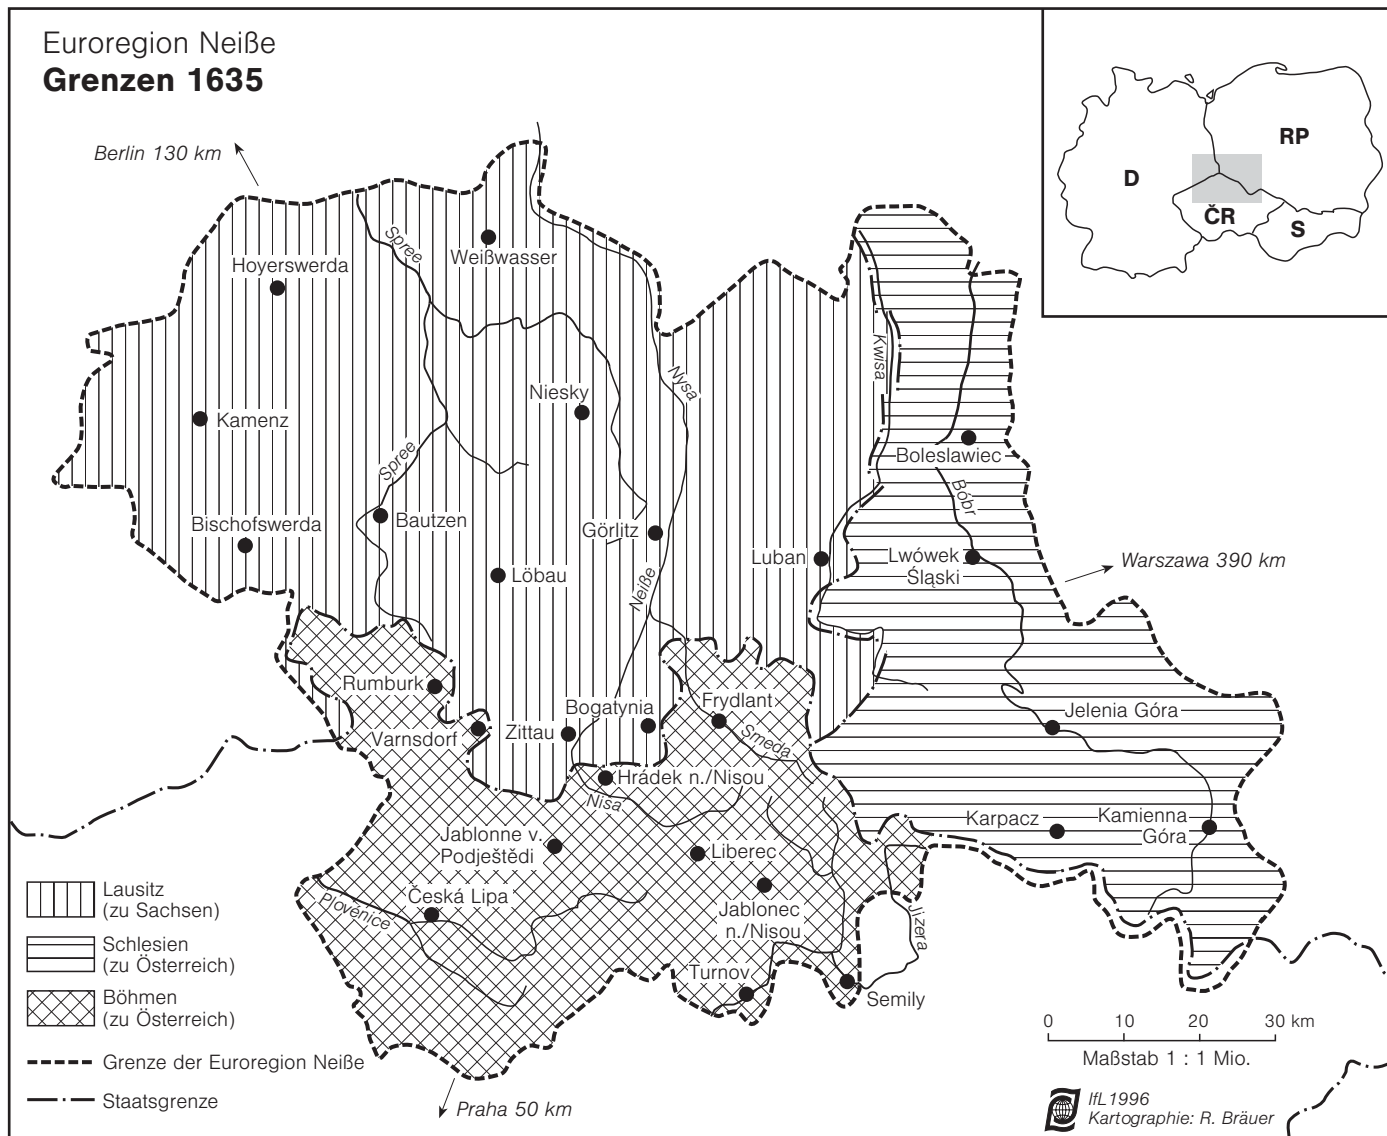 Euroregion Neiße
Grenzen 1635
Berlin 130 km
D
RP
ČR
S
Spree
Weißwasser
Hoyerswerda
Kwisa
Nysa
Niesky
Kamenz
Boleslawiec
Spree
Bóbr
Bischofswerda
Bautzen
Görlitz
Luban
Lwówek
Śląski
Warszawa 390 km
Löbau
Neiße
Rumburk
Frydlant
Bogatynia
Jelenia Góra
Varnsdorf
Zittau
Smeda
Hrádek n./Nisou
Nisa
Karpacz
Kamienna
Góra
Jablonne v.
Podještědi
Liberec
Česká Lipa
Plovénice
Jablonec
n./Nisou
Jizera
Turnov
Semily
Lausitz
(zu Sachsen)
Schlesien
(zu Österreich)
Böhmen
(zu Österreich)
Grenze der Euroregion Neiße
Staatsgrenze
Praha 50 km
0 10 20 30 km
Maßstab 1 : 1 Mio.
IfL1996
Kartographie: R. Bräuer